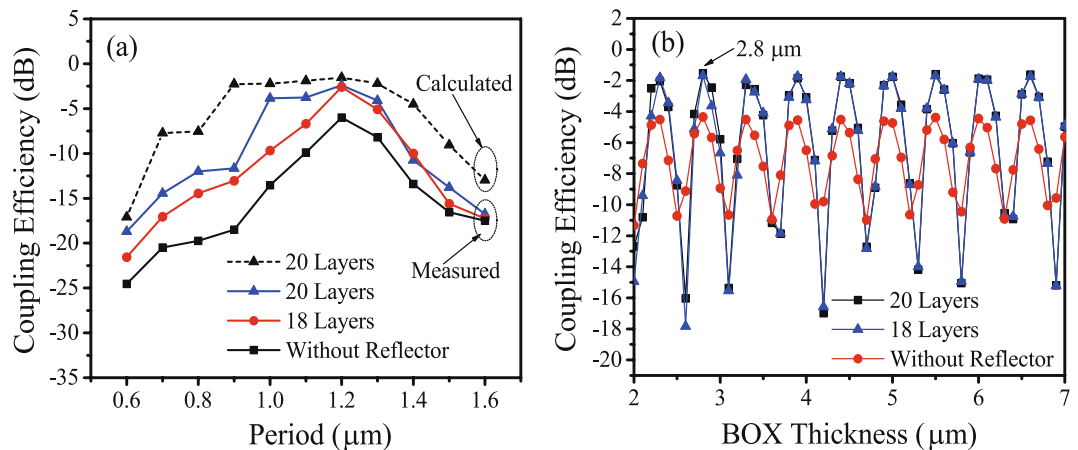 (a)
Coupling Efficiency (dB)
5
0
-5
-10
-15
-20
-25
-30
-35
Calculated
Measured
20 Layers
20 Layers
18 Layers
Without Reflector
0.6 0.8 1.0 1.2 1.4 1.6
Period (μm)
(b)
Coupling Efficiency (dB)
2
0
-2
-4
-6
-8
-10
-12
-14
-16
-18
-20
2.8 μm
20 Layers
18 Layers
Without Reflector
2 3 4 5 6 7
BOX Thickness (μm)